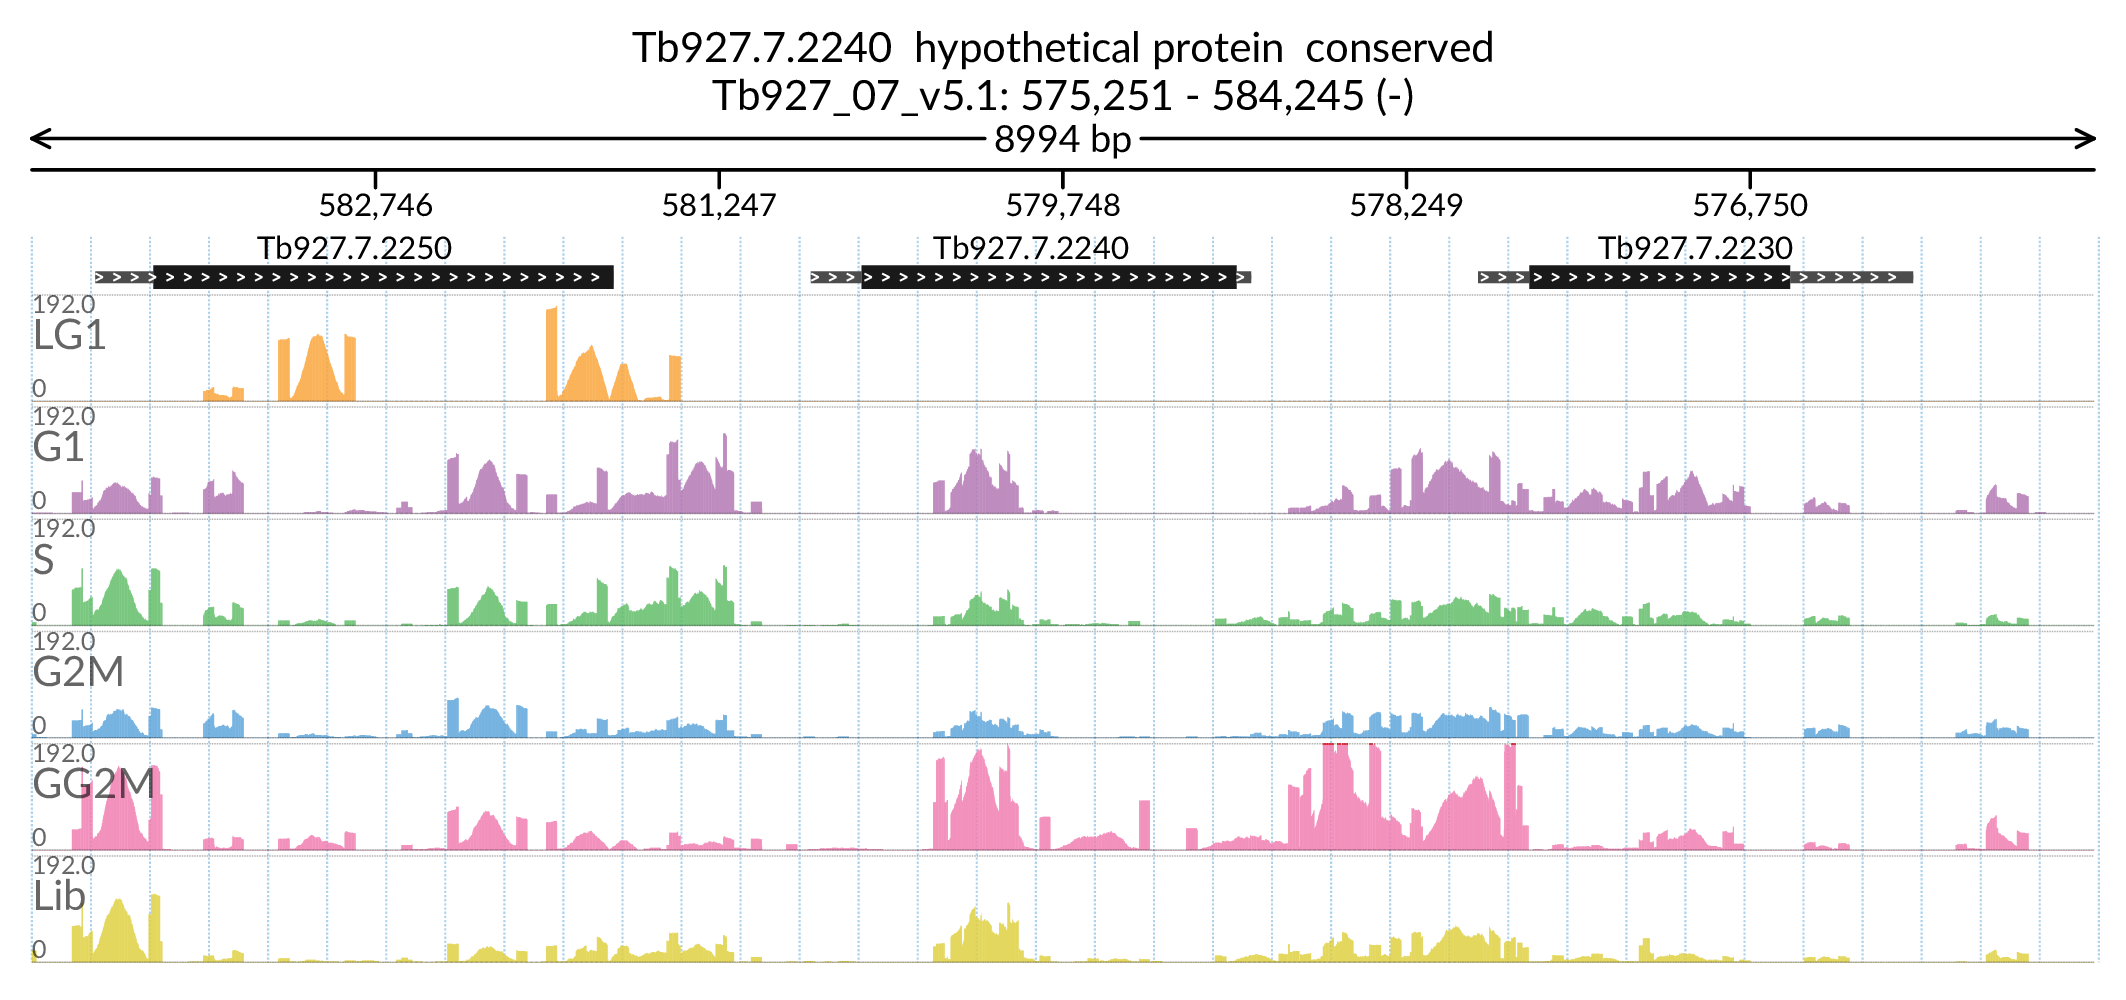 Tb927.7.2240 hypothetical protein conserved
Tb927_07_v5.1: 575,251 - 584,245 (-)
8994 bp
582,746 581,247 579,748 578,249 576,750
Tb927.7.2250 Tb927.7.2240 Tb927.7.2230
192.0
LG1
0
192.0
G1
0
192.0
S
0
192.0
G2M
0
192.0
GG2M
0
192.0
Lib
0